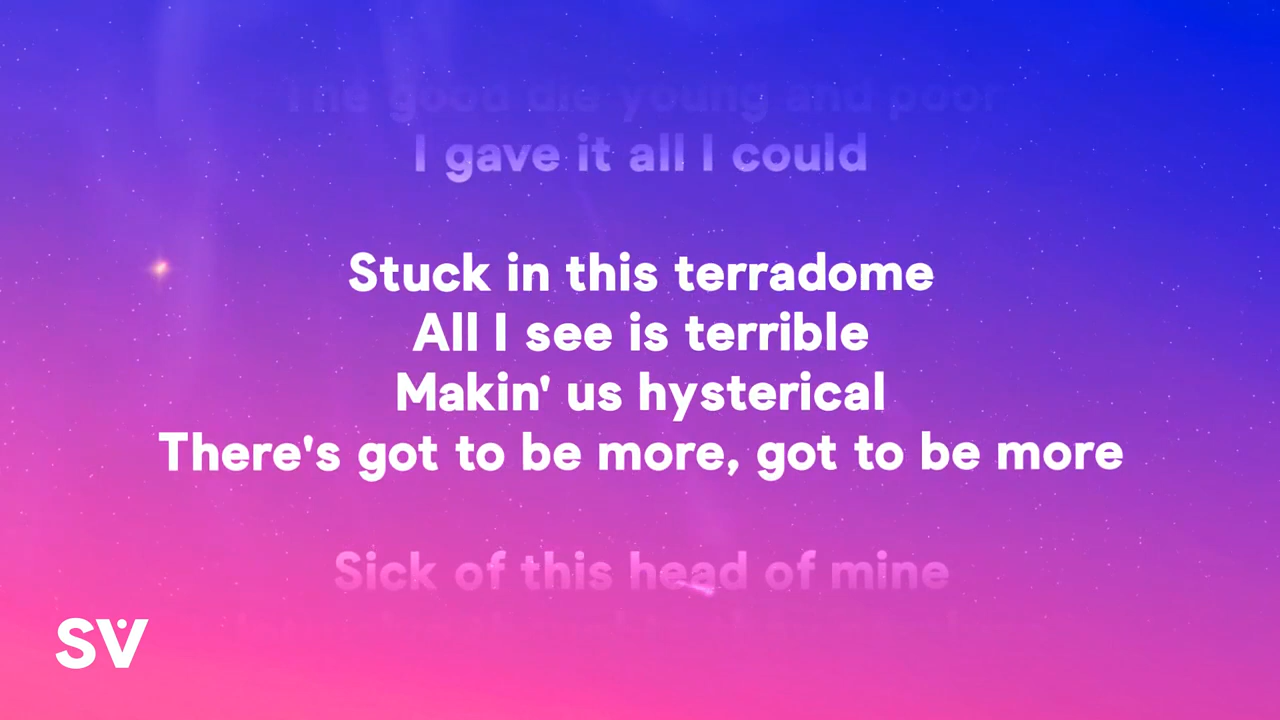 The good die young and poor
I gave it all I could
Stuck in this terradome
All I see is terrible
Makin' us hysterical
There's got to be more, got to be more
Sick of this head of mine
SV